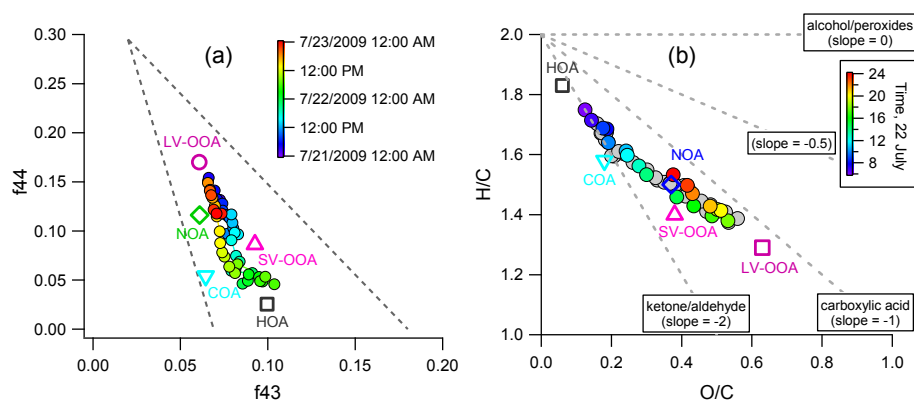 (a)
7/23/2009 12:00 AM
12:00 PM
7/22/2009 12:00 AM
12:00 PM
7/21/2009 12:00 AM
0.30
0.25
0.20
0.15
0.10
0.05
0.00
f44
LV-OOA
NOA
SV-OOA
COA
HOA
0.00
0.05
0.10
0.15
0.20
f43
(b)
alcohol/peroxides
(slope = 0)
2.0
1.8
1.6
1.4
1.2
1.0
H/C
HOA
24
20
16
12
8
Time, 22 July
(slope = -0.5)
NOA
COA
SV-OOA
LV-OOA
ketone/aldehyde
(slope = -2)
carboxylic acid
(slope = -1)
0.0
0.2
0.4
0.6
0.8
1.0
O/C